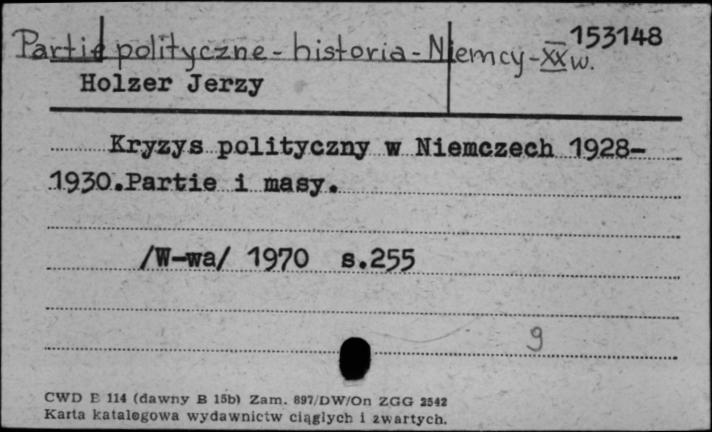 Partie polityczne - historia - Niemcy - XX w.
153148
Holzer Jerzy
Kryzys polityczny w Niemczech 1928-
1930.Partie i masy.
/W-wa/ 1970 s.255
9
CWD E 114 (dawny B 15b) Zam. 897/DW/On ZGG 2542
Karta katalogowa wydawnictw ciągłych i zwartych.